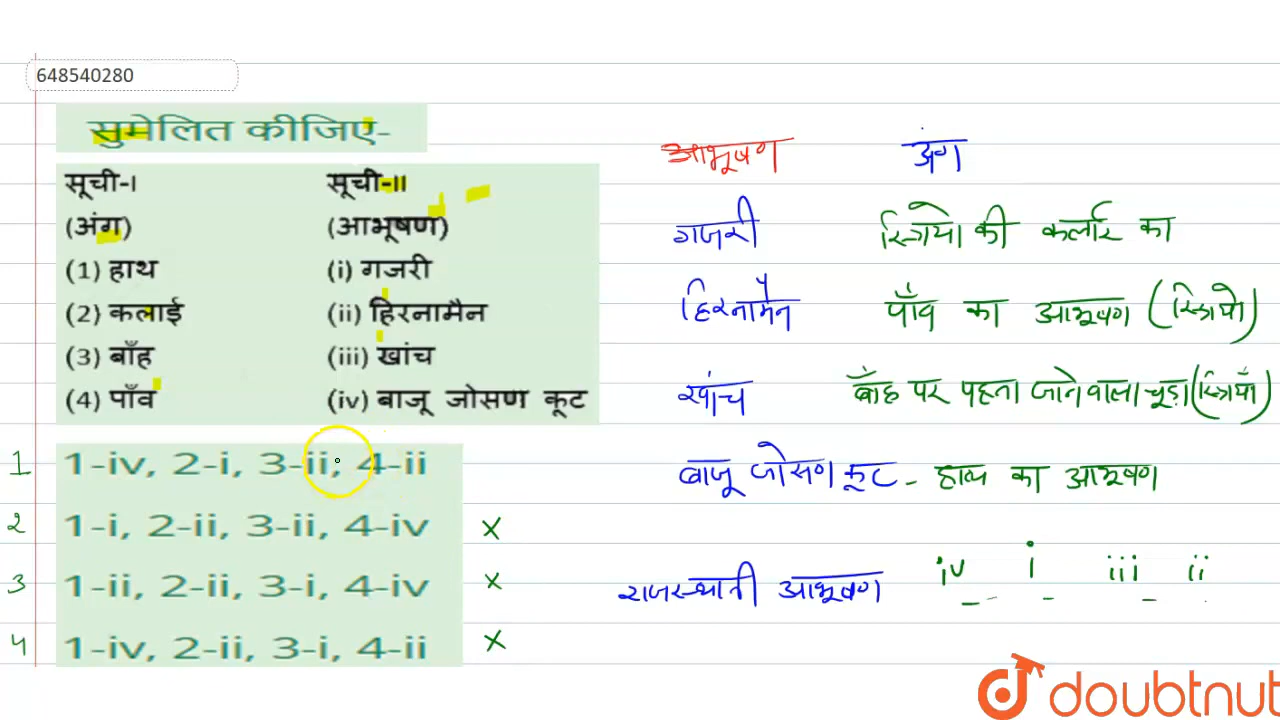 648540280
सुमेलित कीजिए-
सूची-I सूची-II
(अंग) (आभूषण)
(1) हाथ (i) गजरी
(2) कलाई (ii) हिरनामैन
(3) बाँह (iii) खांच
(4) पाँव (iv) बाजू जोसण कूट
1 1-iv, 2-i, 3-ii, 4-ii
2 1-i, 2-ii, 3-ii, 4-iv ×
3 1-ii, 2-ii, 3-i, 4-iv ×
4 1-iv, 2-ii, 3-i, 4-ii ×
आभूषण अंग
गजरी स्त्रियो की कलाई का
हिरनामैन पाँव का आभूषण (स्त्रियो)
खांच बाँह पर पहना जाने वाला चूड़ा (स्त्रियाँ)
बाजू जोसण कूट - हाथ का आभूषण
राजस्थानी आभूषण iv i iii ii
doubtnut